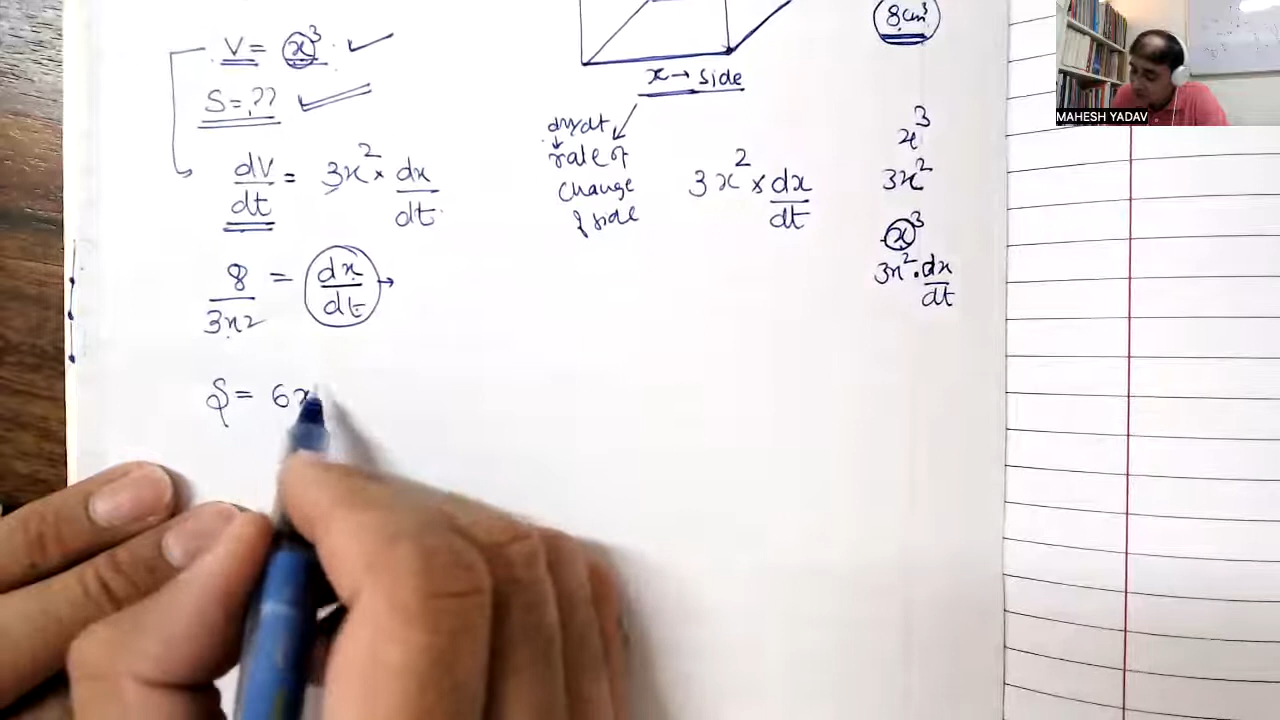 V = x³
S = ??
dV/dt = 3x² × dx/dt
8/3x² = dx/dt →
S = 6x
x → side
dx/dt
rate of
change
of side
3x² × dx/dt
8cm³
x³
3x²
x³
3x² · dx/dt
MAHESH YADAV